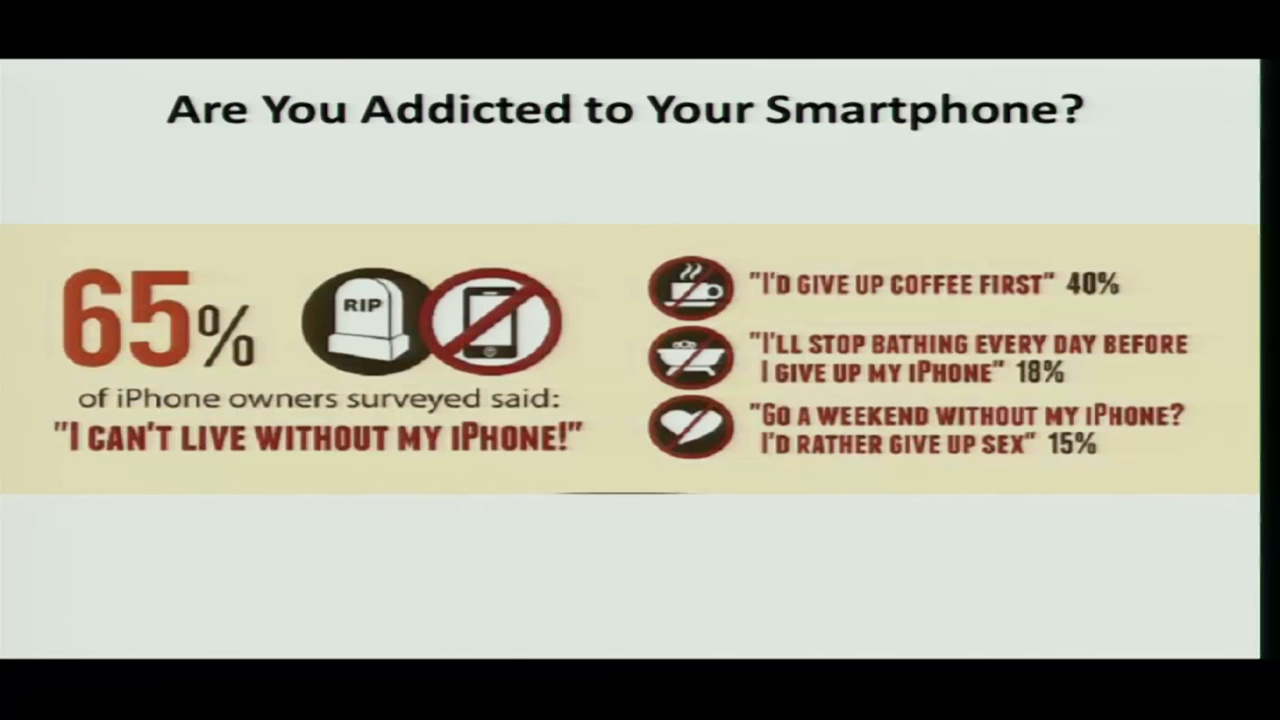 Are You Addicted to Your Smartphone?
65%
RIP
of iPhone owners surveyed said:
"I CAN'T LIVE WITHOUT MY iPHONE!"
"I'D GIVE UP COFFEE FIRST" 40%
"I'LL STOP BATHING EVERY DAY BEFORE
I GIVE UP MY iPHONE" 18%
"GO A WEEKEND WITHOUT MY iPHONE?
I'D RATHER GIVE UP SEX" 15%